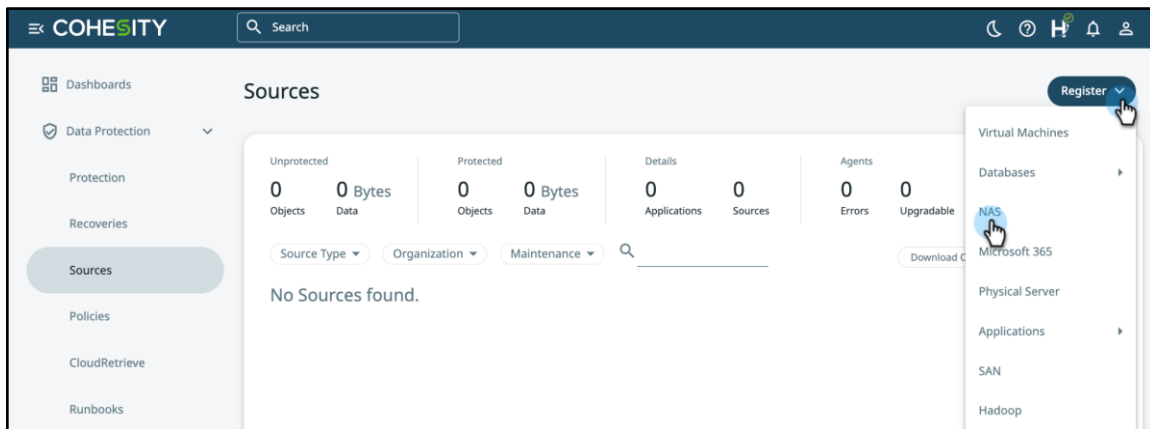 COHESITY
Search
H
Dashboards
Data Protection
Protection
Recoveries
Sources
Policies
CloudRetrieve
Runbooks
Sources
Register
Unprotected
0 Objects
0 Bytes Data
Protected
0 Objects
0 Bytes Data
Details
0 Applications
0 Sources
Agents
0 Errors
0 Upgradable
Source Type
Organization
Maintenance
Download C
No Sources found.
Virtual Machines
Databases
NAS
Microsoft 365
Physical Server
Applications
SAN
Hadoop